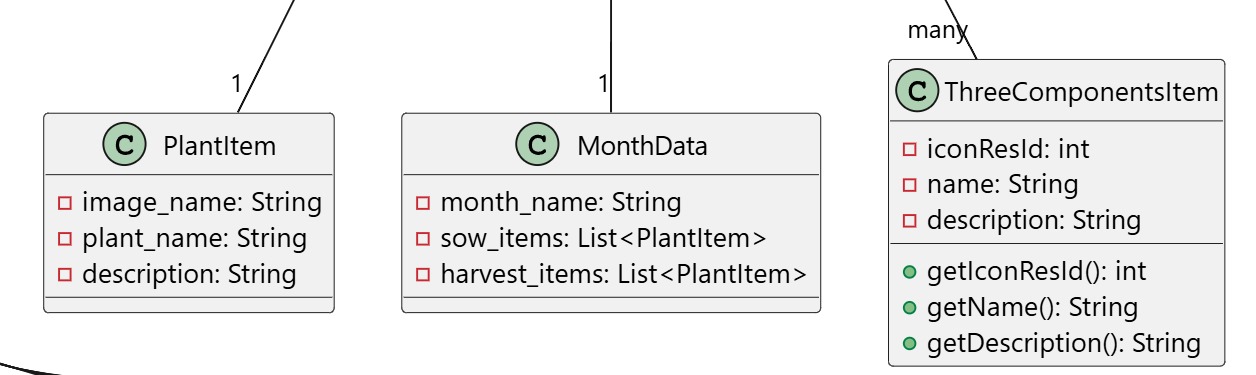 1
C PlantItem
image_name: String
plant_name: String
description: String
1
C MonthData
month_name: String
sow_items: List<PlantItem>
harvest_items: List<PlantItem>
many
C ThreeComponentsItem
iconResId: int
name: String
description: String
getIconResId(): int
getName(): String
getDescription(): String